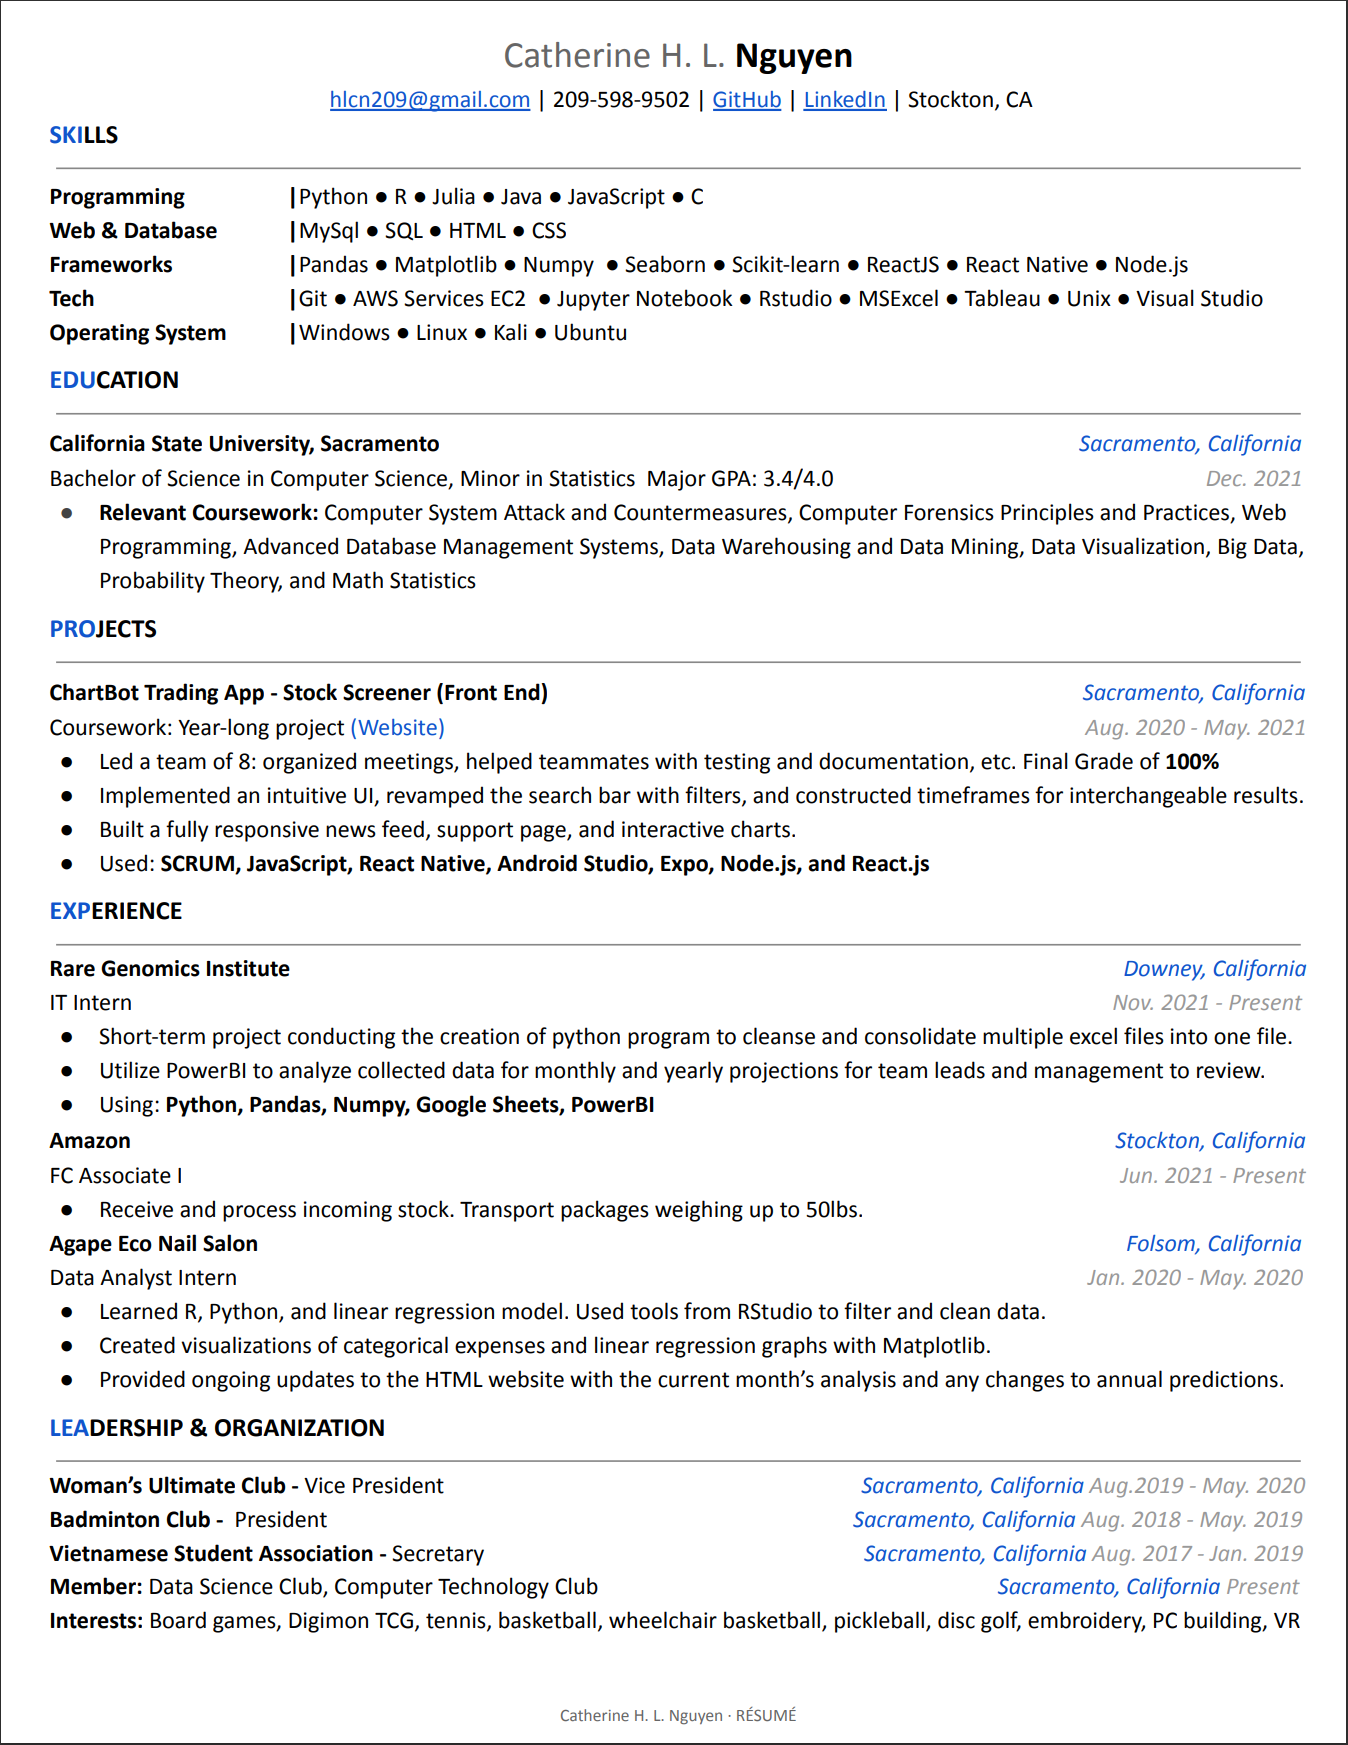 Catherine H. L. Nguyen
hlcn209@gmail.com | 209-598-9502 | GitHub | LinkedIn | Stockton, CA
SKILLS
Programming |Python ● R ● Julia ● Java ● JavaScript ● C
Web & Database |MySql ● SQL ● HTML ● CSS
Frameworks |Pandas ● Matplotlib ● Numpy ● Seaborn ● Scikit-learn ● ReactJS ● React Native ● Node.js
Tech |Git ● AWS Services EC2 ● Jupyter Notebook ● Rstudio ● MSExcel ● Tableau ● Unix ● Visual Studio
Operating System |Windows ● Linux ● Kali ● Ubuntu
EDUCATION
California State University, Sacramento Sacramento, California
Bachelor of Science in Computer Science, Minor in Statistics Major GPA: 3.4/4.0 Dec. 2021
● Relevant Coursework: Computer System Attack and Countermeasures, Computer Forensics Principles and Practices, Web
Programming, Advanced Database Management Systems, Data Warehousing and Data Mining, Data Visualization, Big Data,
Probability Theory, and Math Statistics
PROJECTS
ChartBot Trading App - Stock Screener (Front End) Sacramento, California
Coursework: Year-long project (Website) Aug. 2020 - May. 2021
● Led a team of 8: organized meetings, helped teammates with testing and documentation, etc. Final Grade of 100%
● Implemented an intuitive UI, revamped the search bar with filters, and constructed timeframes for interchangeable results.
● Built a fully responsive news feed, support page, and interactive charts.
● Used: SCRUM, JavaScript, React Native, Android Studio, Expo, Node.js, and React.js
EXPERIENCE
Rare Genomics Institute Downey, California
IT Intern Nov. 2021 - Present
● Short-term project conducting the creation of python program to cleanse and consolidate multiple excel files into one file.
● Utilize PowerBI to analyze collected data for monthly and yearly projections for team leads and management to review.
● Using: Python, Pandas, Numpy, Google Sheets, PowerBI
Amazon Stockton, California
FC Associate I Jun. 2021 - Present
● Receive and process incoming stock. Transport packages weighing up to 50lbs.
Agape Eco Nail Salon Folsom, California
Data Analyst Intern Jan. 2020 - May. 2020
● Learned R, Python, and linear regression model. Used tools from RStudio to filter and clean data.
● Created visualizations of categorical expenses and linear regression graphs with Matplotlib.
● Provided ongoing updates to the HTML website with the current month’s analysis and any changes to annual predictions.
LEADERSHIP & ORGANIZATION
Woman’s Ultimate Club - Vice President Sacramento, California Aug.2019 - May. 2020
Badminton Club - President Sacramento, California Aug. 2018 - May. 2019
Vietnamese Student Association - Secretary Sacramento, California Aug. 2017 - Jan. 2019
Member: Data Science Club, Computer Technology Club Sacramento, California Present
Interests: Board games, Digimon TCG, tennis, basketball, wheelchair basketball, pickleball, disc golf, embroidery, PC building, VR
Catherine H. L. Nguyen · RÉSUMÉ